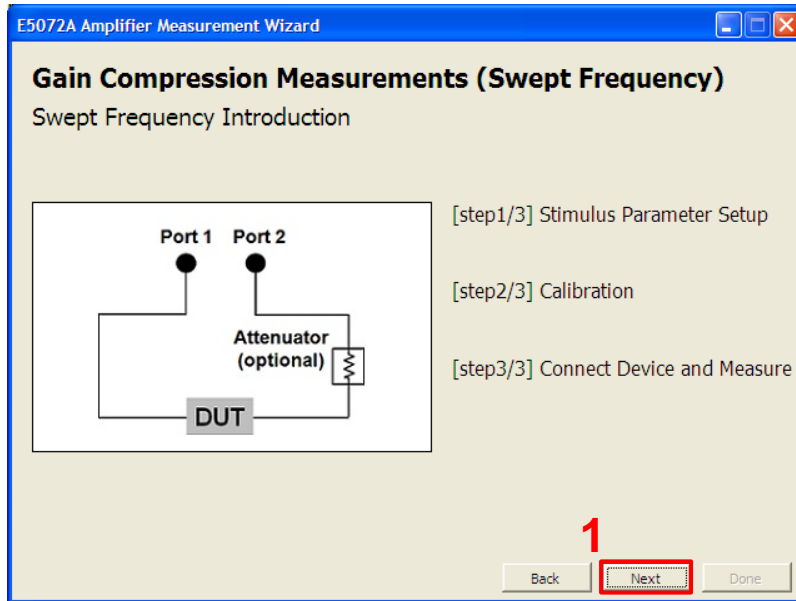 E5072A Amplifier Measurement Wizard
Gain Compression Measurements (Swept Frequency)
Swept Frequency Introduction
Port 1 Port 2
Attenuator
(optional)
DUT
[step1/3] Stimulus Parameter Setup
[step2/3] Calibration
[step3/3] Connect Device and Measure
1
Back Next Done